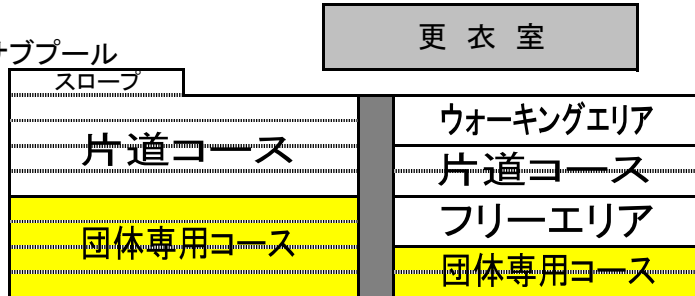 更衣室
サブプール
スロープ
ウォーキングエリア
片道コース
片道コース
フリーエリア
団体専用コース
団体専用コース